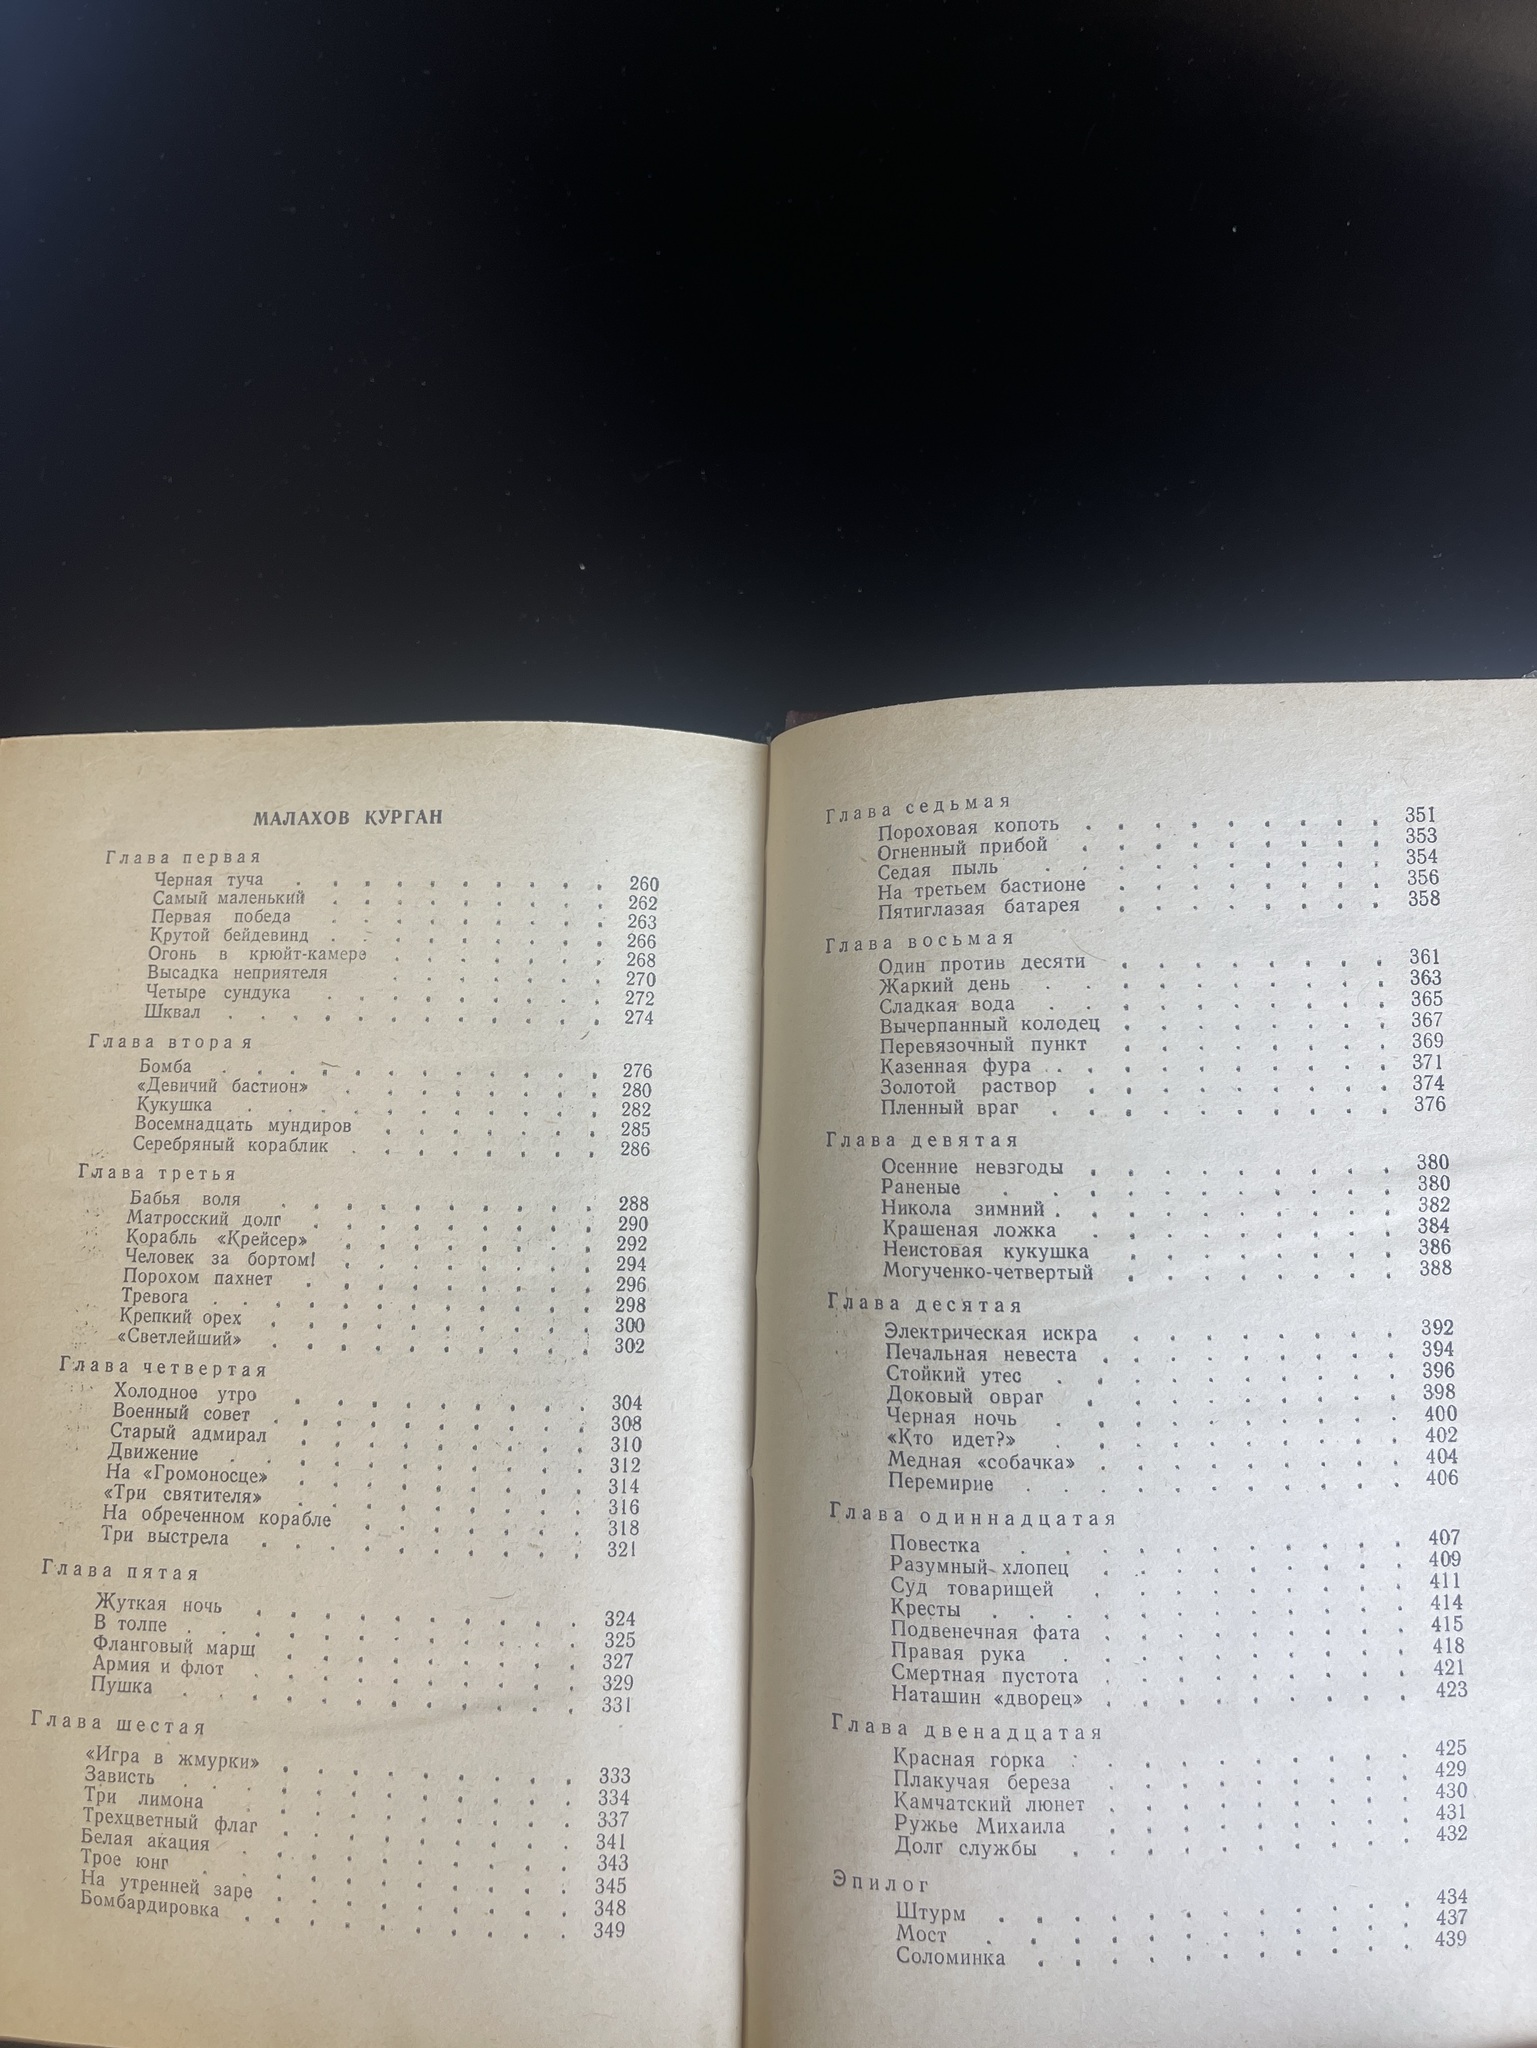 МАЛАХОВ КУРГАН
Глава первая
Черная туча . . . . . . . . . 260
Самый маленький . . . . . . . . 262
Первая победа . . . . . . . . 263
Крутой бейдевинд . . . . . . . . 266
Огонь в крюйт-камере . . . . . . 268
Высадка неприятеля . . . . . . 270
Четыре сундука . . . . . . . . 272
Шквал . . . . . . . . . . . 274
Глава вторая
Бомба . . . . . . . . . . . 276
«Девичий бастион» . . . . . . . 280
Кукушка . . . . . . . . . . 282
Восемнадцать мундиров . . . . . . 285
Серебряный кораблик . . . . . . . 286
Глава третья
Бабья воля . . . . . . . . . 288
Матросский долг . . . . . . . . 290
Корабль «Крейсер» . . . . . . . 292
Человек за бортом! . . . . . . . 294
Порохом пахнет . . . . . . . . 296
Тревога . . . . . . . . . . 298
Крепкий орех . . . . . . . . . 300
«Светлейший» . . . . . . . . . 302
Глава четвертая
Холодное утро . . . . . . . . 304
Военный совет . . . . . . . . . 308
Старый адмирал . . . . . . . . 310
Движение . . . . . . . . . . 312
На «Громоносце» . . . . . . . . 314
«Три святителя» . . . . . . . . 316
На обреченном корабле . . . . . . 318
Три выстрела . . . . . . . . . 321
Глава пятая
Жуткая ночь . . . . . . . . . 324
В толпе . . . . . . . . . . . 325
Фланговый марш . . . . . . . . 327
Армия и флот . . . . . . . . . 329
Пушка . . . . . . . . . . . 331
Глава шестая
«Игра в жмурки» . . . . . . . . 333
Зависть . . . . . . . . . . . 334
Три лимона . . . . . . . . . 337
Трехцветный флаг . . . . . . . . 341
Белая акация . . . . . . . . . 343
Трое юнг . . . . . . . . . . 345
На утренней заре . . . . . . . . 348
Бомбардировка . . . . . . . . . 349
Глава седьмая
Пороховая копоть . . . . . . . . 351
Огненный прибой . . . . . . . . 353
Седая пыль . . . . . . . . . 354
На третьем бастионе . . . . . . . 356
Пятиглазая батарея . . . . . . . 358
Глава восьмая
Один против десяти . . . . . . . 361
Жаркий день . . . . . . . . . 363
Сладкая вода . . . . . . . . . 365
Вычерпанный колодец . . . . . . . 367
Перевязочный пункт . . . . . . . 369
Казенная фура . . . . . . . . . 371
Золотой раствор . . . . . . . . 374
Пленный враг . . . . . . . . . 376
Глава девятая
Осенние невзгоды . . . . . . . . 380
Раненые . . . . . . . . . . 380
Никола зимний . . . . . . . . . 382
Крашеная ложка . . . . . . . . 384
Неистовая кукушка . . . . . . . 386
Могученко-четвертый . . . . . . . 388
Глава десятая
Электрическая искра . . . . . . . 392
Печальная невеста . . . . . . . . 394
Стойкий утес . . . . . . . . . 396
Доковый овраг . . . . . . . . . 398
Черная ночь . . . . . . . . . 400
«Кто идет?» . . . . . . . . . 402
Медная «собачка» . . . . . . . . 404
Перемирие . . . . . . . . . . 406
Глава одиннадцатая
Повестка . . . . . . . . . . 407
Разумный хлопец . . . . . . . . 409
Суд товарищей . . . . . . . . 411
Кресты . . . . . . . . . . . 414
Подвенечная фата . . . . . . . . 415
Правая рука . . . . . . . . . 418
Смертная пустота . . . . . . . . 421
Наташин «дворец» . . . . . . . . 423
Глава двенадцатая
Красная горка . . . . . . . . . 425
Плакучая береза . . . . . . . . 429
Камчатский люнет . . . . . . . . 430
Ружье Михаила . . . . . . . . 431
Долг службы . . . . . . . . . 432
Эпилог
Штурм . . . . . . . . . . . 434
Мост . . . . . . . . . . . 437
Соломинка . . . . . . . . . . 439